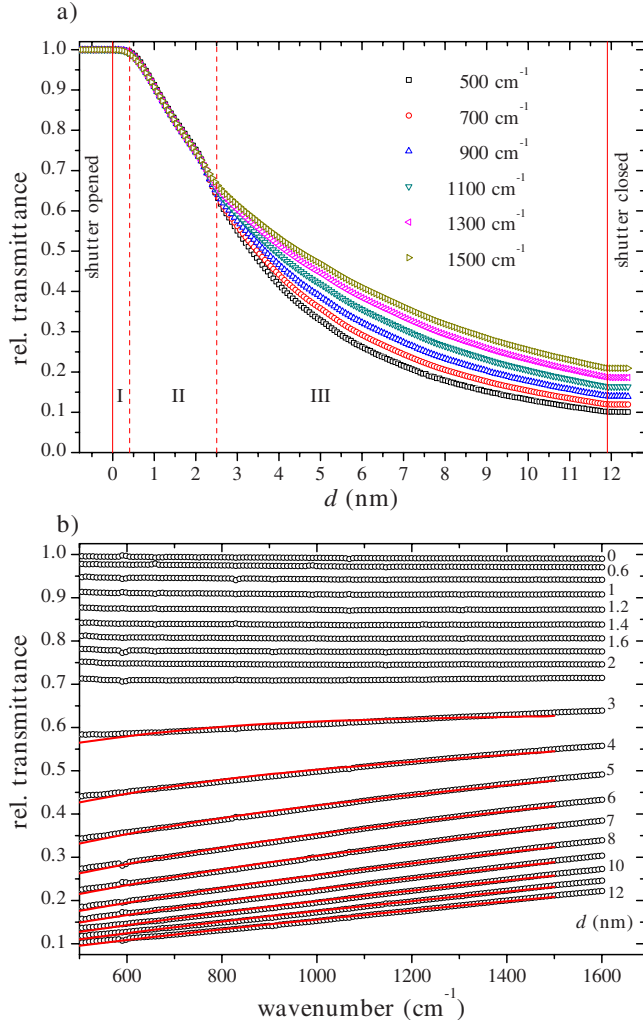 a)
1.0
0.9
0.8
0.7
0.6
0.5
0.4
0.3
0.2
0.1
0.0
rel. transmittance
shutter opened
500 cm⁻¹
700 cm⁻¹
900 cm⁻¹
1100 cm⁻¹
1300 cm⁻¹
1500 cm⁻¹
shutter closed
I II III
0 1 2 3 4 5 6 7 8 9 10 11 12
d (nm)
b)
1.0
0.9
0.8
0.7
0.6
0.5
0.4
0.3
0.2
0.1
rel. transmittance
0
0.6
1
1.2
1.4
1.6
2
3
4
5
6
7
8
10
12
d (nm)
600 800 1000 1200 1400 1600
wavenumber (cm⁻¹)